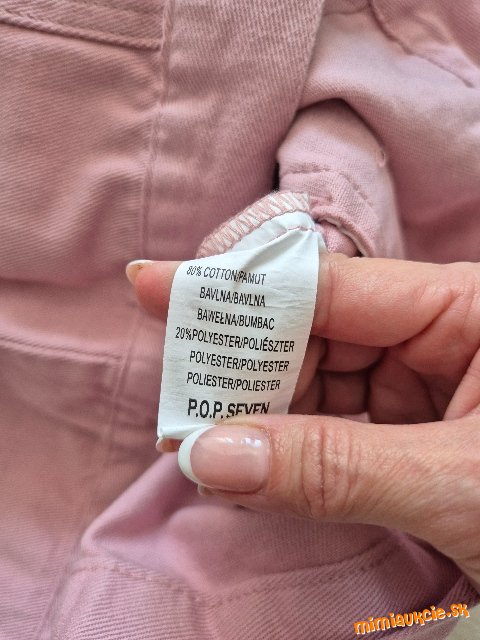 80% COTTON/PAMUT
BAVLNA/BAVLNA
BAWEŁNA/BUMBAC
20%POLYESTER/POLIÉSZTER
POLYESTER/POLYESTER
POLIESTER/POLIESTER
P.O.P. SEVEN
mimiaukcie.sk